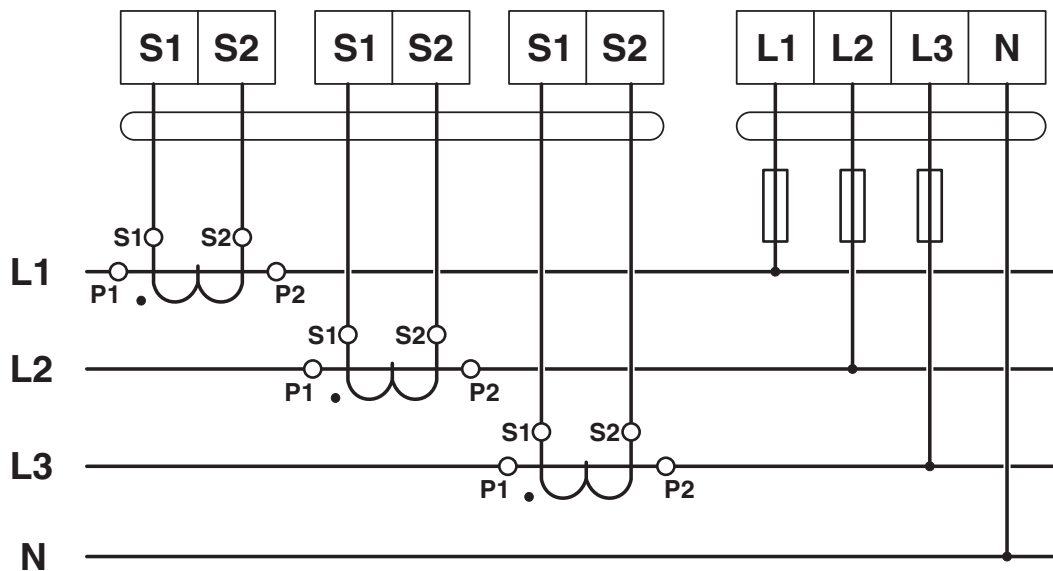 S1 S2 S1 S2 S1 S2 L1 L2 L3 N
S1 S2
L1
P1 P2
S1 S2
L2
P1 P2
S1 S2
L3
P1 P2
N